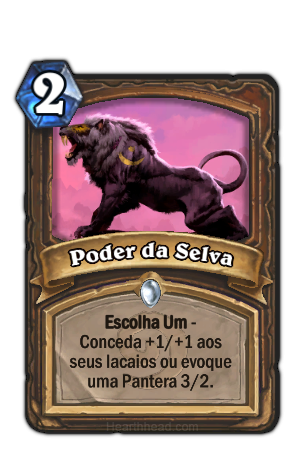 2
Poder da Selva
Escolha Um -
Conceda +1/+1 aos
seus lacaios ou evoque
uma Pantera 3/2.
Hearthhead.com